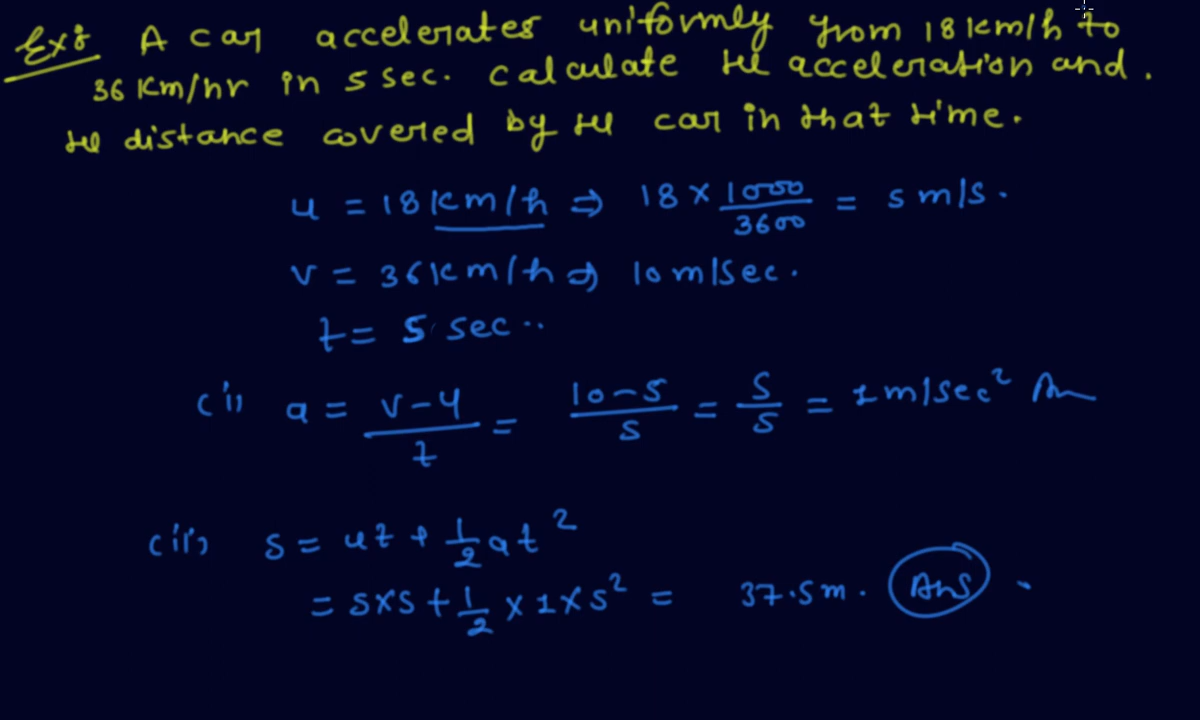 Ex: A car accelerates uniformly from 18 km/h to
36 Km/hr in 5 sec. calculate the acceleration and.
the distance covered by the car in that time.
u = 18 km/h ⇒ 18 × 1000/3600 = 5 m/s.
v = 36 km/h ⇒ 10 m/sec.
t = 5 sec..
(i) a = v-u/t = 10-5/5 = 5/5 = 1 m/sec² An
(ii) s = ut + 1/2 at²
= 5×5 + 1/2 × 1 × 5² = 37.5 m. Ans